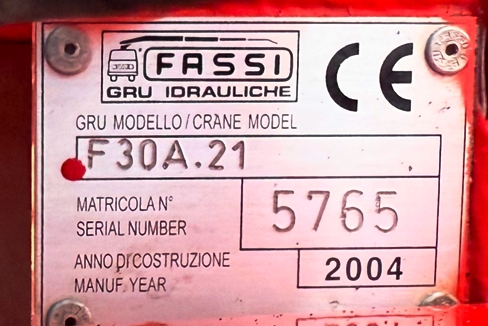 FASSI
GRU IDRAULICHE
CE
GRU MODELLO/CRANE MODEL
F30A.21
MATRICOLA N° 5765
SERIAL NUMBER
ANNO DI COSTRUZIONE 2004
MANUF. YEAR